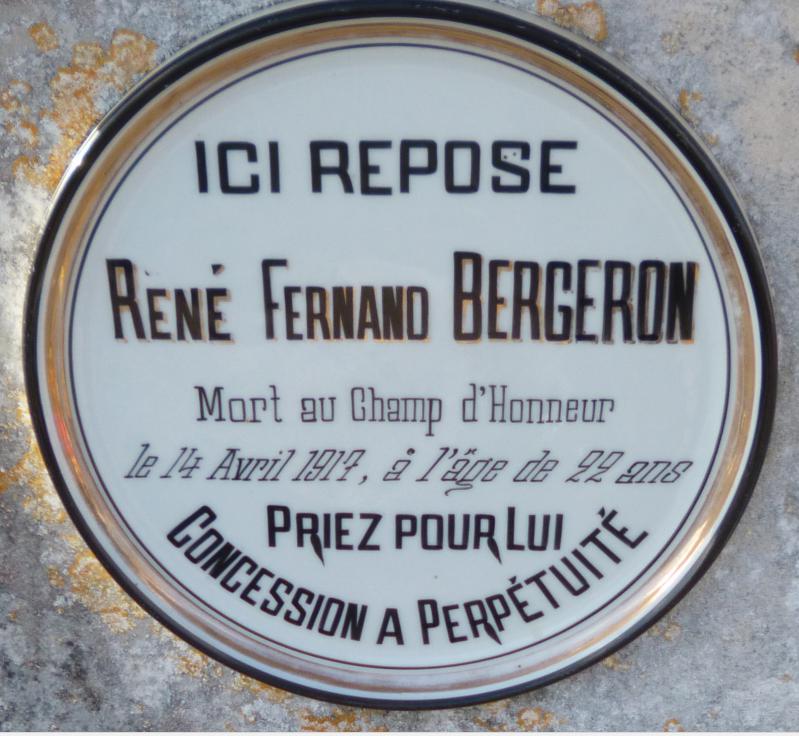 ICI REPOSE
RENÉ FERNAND BERGERON
Mort au Champ d'Honneur
le 14 Avril 1917, à l'âge de 22 ans
PRIEZ POUR LUI
CONCESSION A PERPÉTUITÉ